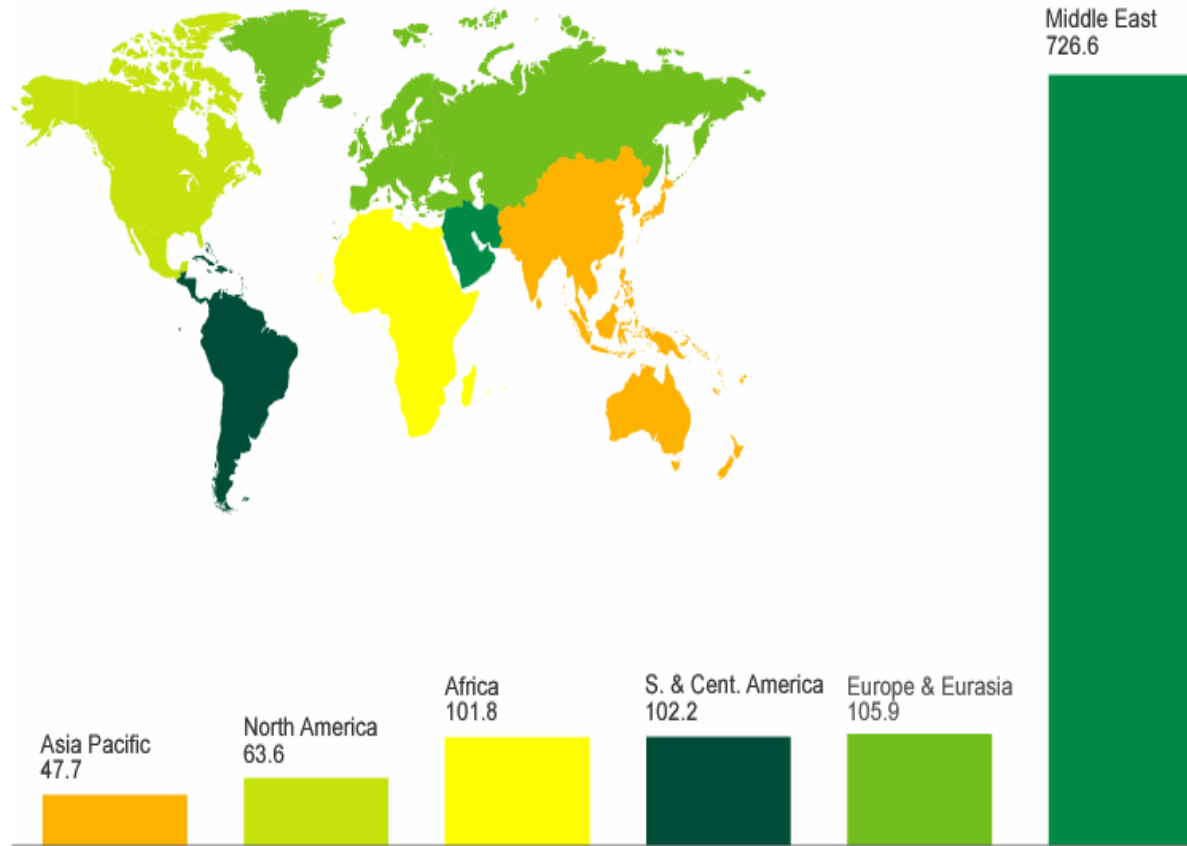 Middle East
726.6
Africa
101.8
S. & Cent. America
102.2
Europe & Eurasia
105.9
North America
63.6
Asia Pacific
47.7